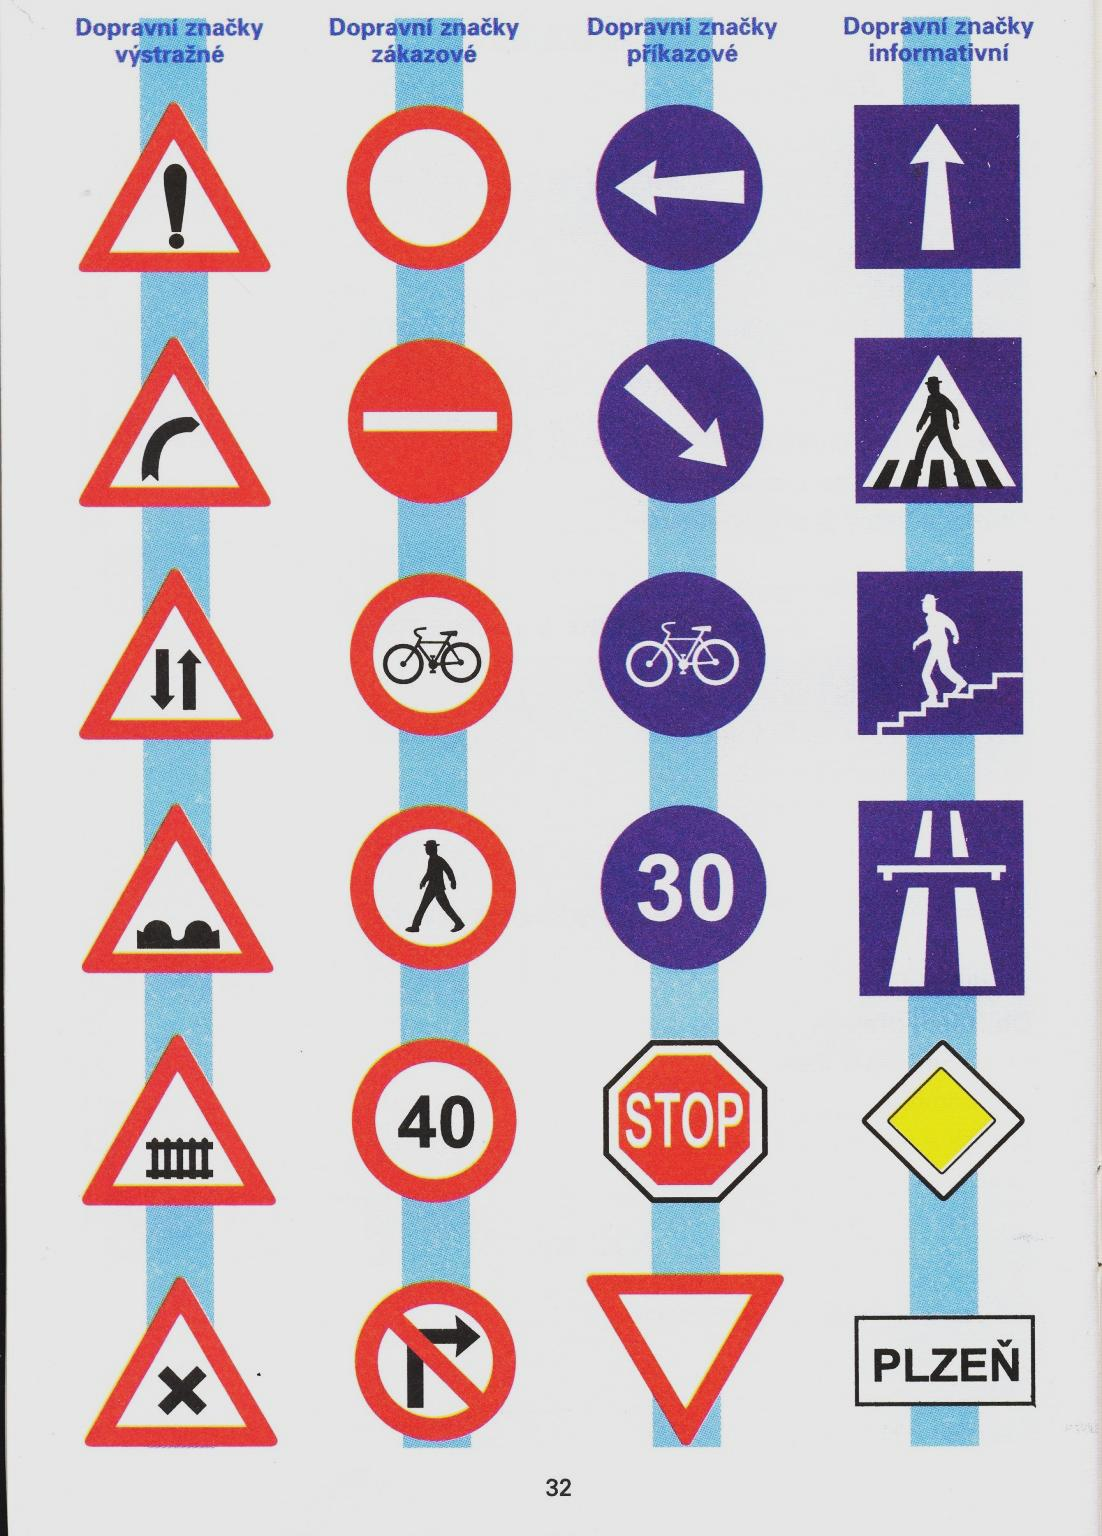 Dopravní značky
výstražné
Dopravní značky
zákazové
Dopravní značky
příkazové
Dopravní značky
informativní
30
40
STOP
PLZEŇ
32